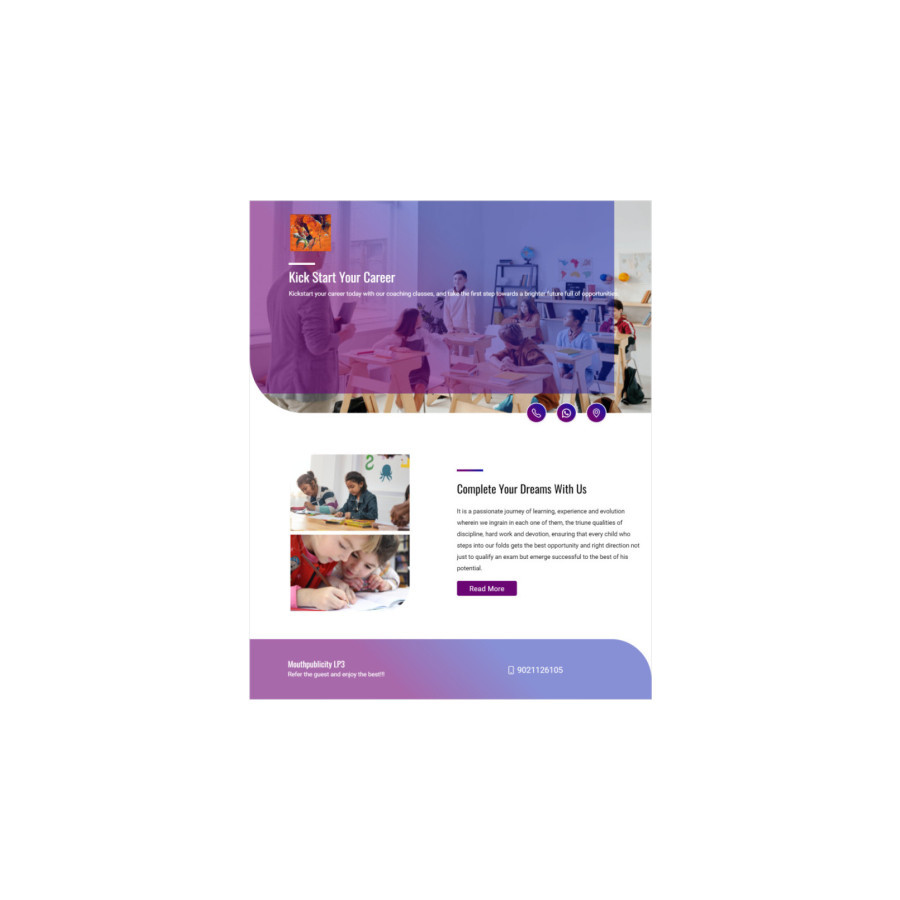 Kick Start Your Career
Kickstart your career today with our coaching classes, and take the first step towards a brighter future full of opportunities.
Complete Your Dreams With Us
It is a passionate journey of learning, experience and evolution
wherein we ingrain in each one of them, the triune qualities of
discipline, hard work and devotion, ensuring that every child who
steps into our folds gets the best opportunity and right direction not
just to qualify an exam but emerge successful to the best of his
potential.
Read More
Mouthpublicity LP3
Refer the guest and enjoy the best!!!
9021126105